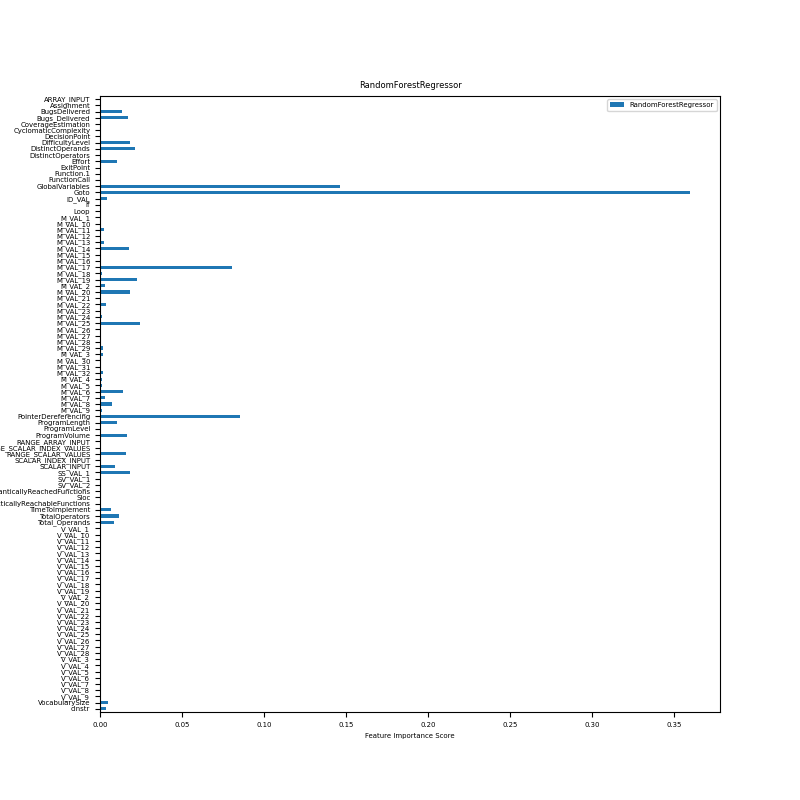 RandomForestRegressor
RandomForestRegressor
ARRAY_INPUT
Assignment
BugsDelivered
Bugs_Delivered
CoverageEstimation
CyclomaticComplexity
DecisionPoint
DifficultyLevel
DistinctOperands
DistinctOperators
Effort
ExitPoint
Function.1
FunctionCall
GlobalVariables
Goto
ID_VAL
If
Loop
M_VAL_1
M_VAL_10
M_VAL_11
M_VAL_12
M_VAL_13
M_VAL_14
M_VAL_15
M_VAL_16
M_VAL_17
M_VAL_18
M_VAL_19
M_VAL_2
M_VAL_20
M_VAL_21
M_VAL_22
M_VAL_23
M_VAL_24
M_VAL_25
M_VAL_26
M_VAL_27
M_VAL_28
M_VAL_29
M_VAL_3
M_VAL_30
M_VAL_31
M_VAL_32
M_VAL_4
M_VAL_5
M_VAL_6
M_VAL_7
M_VAL_8
M_VAL_9
PointerDereferencing
ProgramLength
ProgramLevel
ProgramVolume
RANGE_ARRAY_INPUT
E_SCALAR_INDEX_VALUES
RANGE_SCALAR_VALUES
SCALAR_INDEX_INPUT
SCALAR_INPUT
SS_VAL_1
SV_VAL_1
SV_VAL_2
anticallyReachedFunctions
Sloc
ticallyReachableFunctions
TimeToImplement
TotalOperators
Total_Operands
V_VAL_1
V_VAL_10
V_VAL_11
V_VAL_12
V_VAL_13
V_VAL_14
V_VAL_15
V_VAL_16
V_VAL_17
V_VAL_18
V_VAL_19
V_VAL_2
V_VAL_20
V_VAL_21
V_VAL_22
V_VAL_23
V_VAL_24
V_VAL_25
V_VAL_26
V_VAL_27
V_VAL_28
V_VAL_3
V_VAL_4
V_VAL_5
V_VAL_6
V_VAL_7
V_VAL_8
V_VAL_9
VocabularySize
clnstr
0.00 0.05 0.10 0.15 0.20 0.25 0.30 0.35
Feature Importance Score